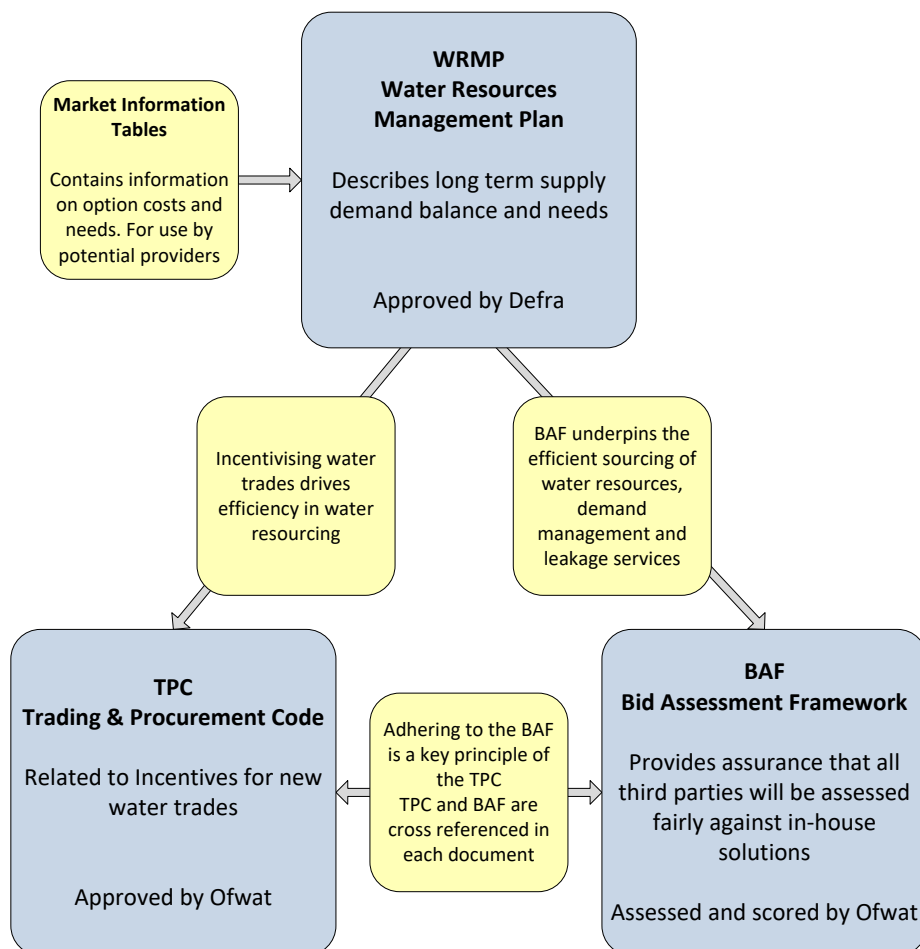 WRMP
Water Resources
Management Plan
Describes long term supply
demand balance and needs
Approved by Defra
Market Information
Tables
Contains information
on option costs and
needs. For use by
potential providers
Incentivising water
trades drives
efficiency in water
resourcing
BAF underpins the
efficient sourcing of
water resources,
demand
management and
leakage services
TPC
Trading & Procurement Code
Related to Incentives for new
water trades
Approved by Ofwat
Adhering to the BAF
is a key principle of
the TPC
TPC and BAF are
cross referenced in
each document
BAF
Bid Assessment Framework
Provides assurance that all
third parties will be assessed
fairly against in-house
solutions
Assessed and scored by Ofwat